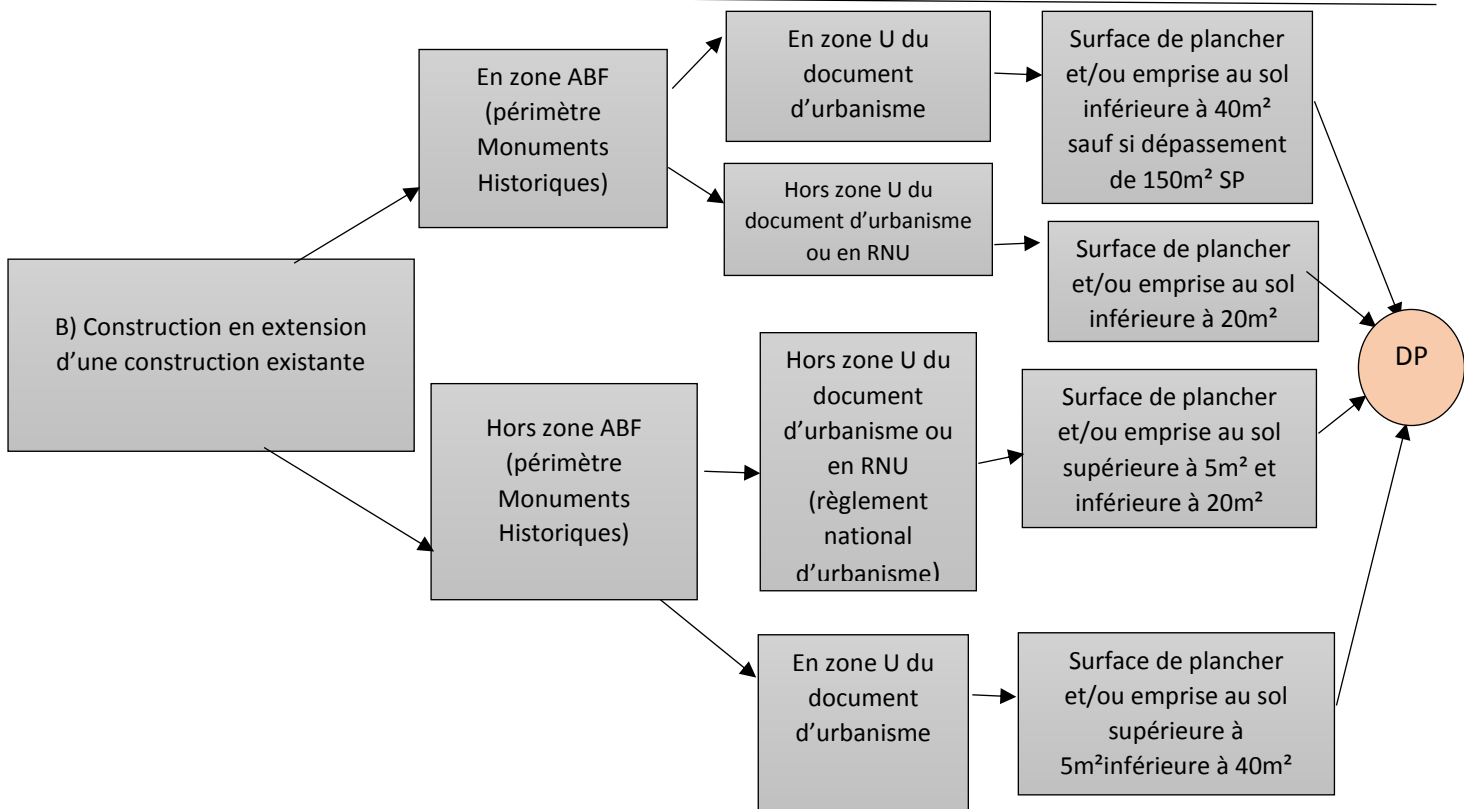 B) Construction en extension
d’une construction existante
En zone ABF
(périmètre
Monuments
Historiques)
En zone U du
document
d’urbanisme
Surface de plancher
et/ou emprise au sol
inférieure à 40m²
sauf si dépassement
de 150m² SP
Hors zone U du
document d’urbanisme
ou en RNU
Surface de plancher
et/ou emprise au sol
inférieure à 20m²
Hors zone ABF
(périmètre
Monuments
Historiques)
Hors zone U du
document
d’urbanisme ou
en RNU
(règlement
national
d’urbanisme)
Surface de plancher
et/ou emprise au sol
supérieure à 5m² et
inférieure à 20m²
En zone U du
document
d’urbanisme
Surface de plancher
et/ou emprise au sol
supérieure à
5m²inférieure à 40m²
DP